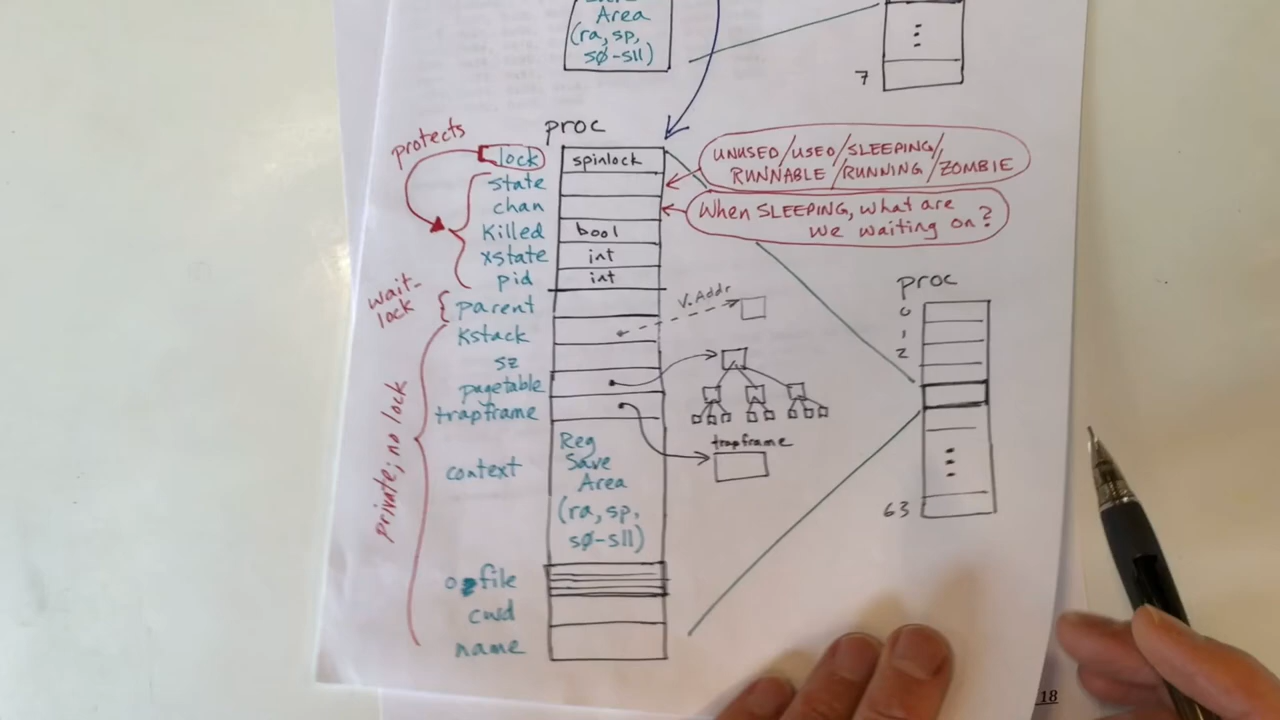 Area
(ra, sp,
sØ-s11)
7
proc
protects
lock
spinlock
UNUSED/USED/SLEEPING/
RUNNABLE/RUNNING/ZOMBIE
state
chan
When SLEEPING, what are
we waiting on?
killed
bool
xstate
int
pid
int
wait-
lock
parent
V.Addr
kstack
sz
pagetable
trapframe
trapframe
private; no lock
context
Reg
Save
Area
(ra, sp,
sØ-s11)
ofile
cwd
name
proc
0
1
2
63
18